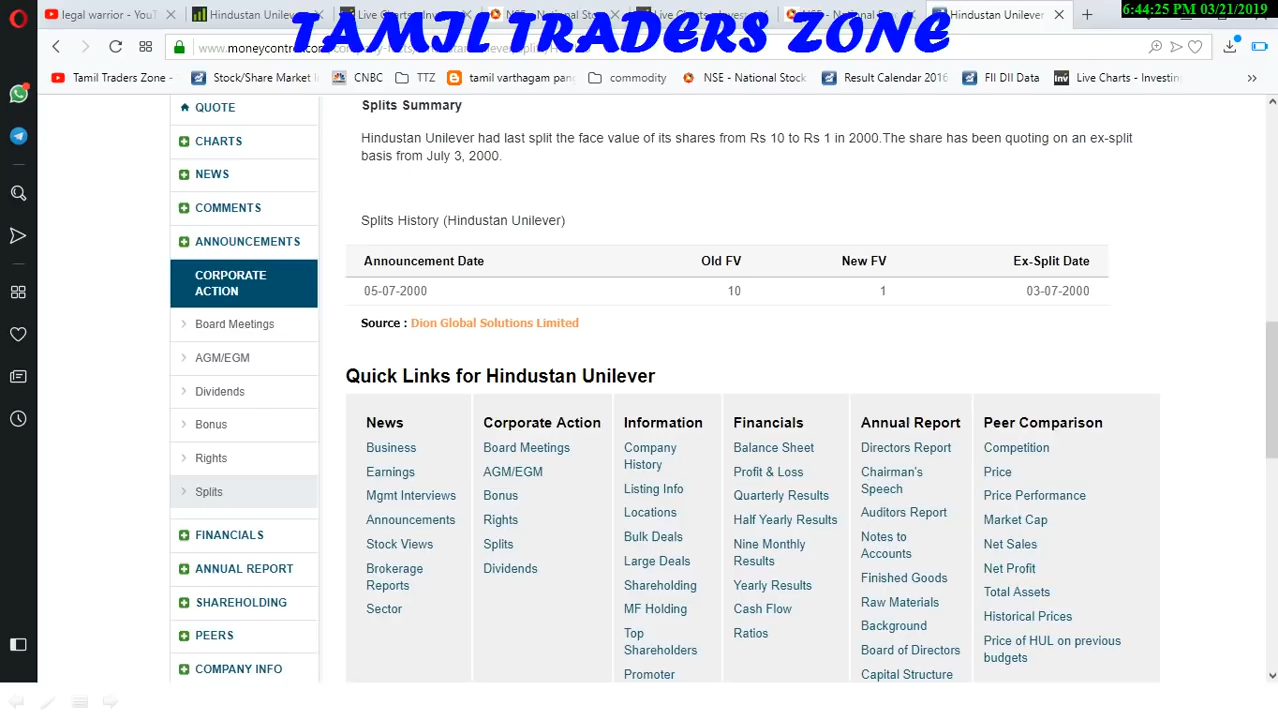 legal warrior - YouT
Hindustan Unilev
Live Charts - Inves
NSE - National S
Live Charts, Inves
NSE - National S
Hindustan Unilever
6:44:25 PM 03/21/2019
TAMIL TRADERS ZONE
www.moneycontrol.com
Tamil Traders Zone -
Stock/Share Market I
CNBC
TTZ
tamil varthagam pan
commodity
NSE - National Stock
Result Calendar 2016
FII DII Data
Live Charts - Investin
QUOTE
CHARTS
NEWS
COMMENTS
ANNOUNCEMENTS
CORPORATE
ACTION
Board Meetings
AGM/EGM
Dividends
Bonus
Rights
Splits
FINANCIALS
ANNUAL REPORT
SHAREHOLDING
PEERS
COMPANY INFO
Splits Summary
Hindustan Unilever had last split the face value of its shares from Rs 10 to Rs 1 in 2000.The share has been quoting on an ex-split
basis from July 3, 2000.
Splits History (Hindustan Unilever)
Announcement Date Old FV New FV Ex-Split Date
05-07-2000 10 1 03-07-2000
Source : Dion Global Solutions Limited
Quick Links for Hindustan Unilever
News
Business
Earnings
Mgmt Interviews
Announcements
Stock Views
Brokerage
Reports
Sector
Corporate Action
Board Meetings
AGM/EGM
Bonus
Rights
Splits
Dividends
Information
Company
History
Listing Info
Locations
Bulk Deals
Large Deals
Shareholding
MF Holding
Top
Shareholders
Promoter
Financials
Balance Sheet
Profit & Loss
Quarterly Results
Half Yearly Results
Nine Monthly
Results
Yearly Results
Cash Flow
Ratios
Annual Report
Directors Report
Chairman's
Speech
Auditors Report
Notes to
Accounts
Finished Goods
Raw Materials
Background
Board of Directors
Capital Structure
Peer Comparison
Competition
Price
Price Performance
Market Cap
Net Sales
Net Profit
Total Assets
Historical Prices
Price of HUL on previous
budgets